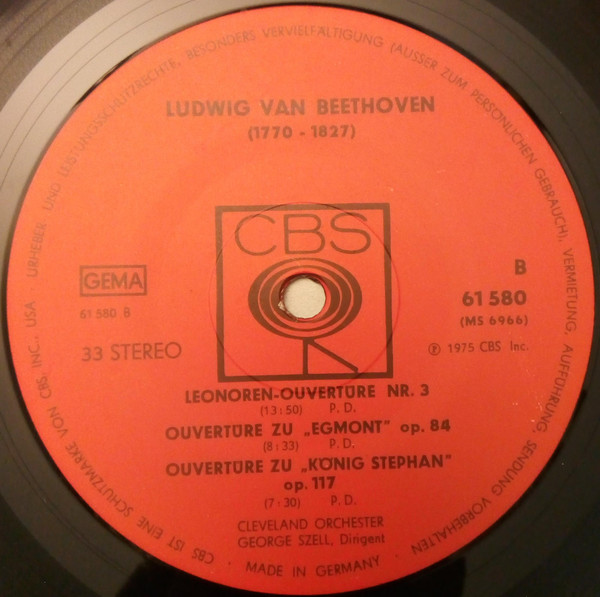 LUDWIG VAN BEETHOVEN
(1770 - 1827)
CBS
GEMA
61 580 B
33 STEREO
B
61 580
(MS 6966)
℗ 1975 CBS Inc.
LEONOREN-OUVERTÜRE NR. 3
(13:50) P. D.
OUVERTÜRE ZU „EGMONT" op. 84
(8:33) P. D.
OUVERTÜRE ZU „KÖNIG STEPHAN"
op. 117
(7:30) P. D.
CLEVELAND ORCHESTER
GEORGE SZELL, Dirigent
CBS IST EINE SCHUTZMARKE VON CBS, INC., USA · URHEBER- UND LEISTUNGSSCHUTZRECHTE, BESONDERS VERVIELFÄLTIGUNG (AUSSER ZUM PERSÖNLICHEN GEBRAUCH), VERMIETUNG, AUFFÜHRUNG, SENDUNG VORBEHALTEN · MADE IN GERMANY ·